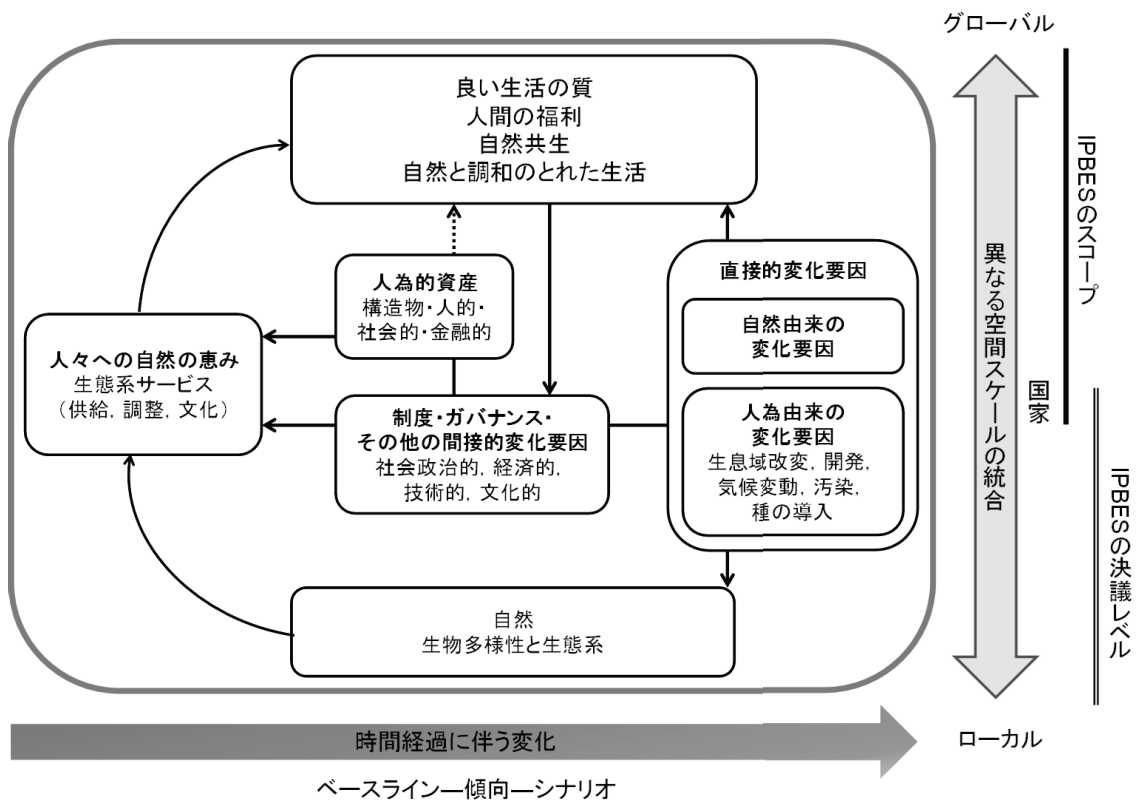 グローバル
良い生活の質
人間の福利
自然共生
自然と調和のとれた生活
人為的資産
構造物・人的・
社会的・金融的
直接的変化要因
自然由来の
変化要因
人々への自然の恵み
生態系サービス
（供給，調整，文化）
制度・ガバナンス・
その他の間接的変化要因
社会政治的，経済的，
技術的，文化的
人為由来の
変化要因
生息域改変，開発，
気候変動，汚染，
種の導入
自然
生物多様性と生態系
異なる空間スケールの統合
国家
IPBESのスコープ
IPBESの決議レベル
ローカル
時間経過に伴う変化
ベースライン―傾向―シナリオ